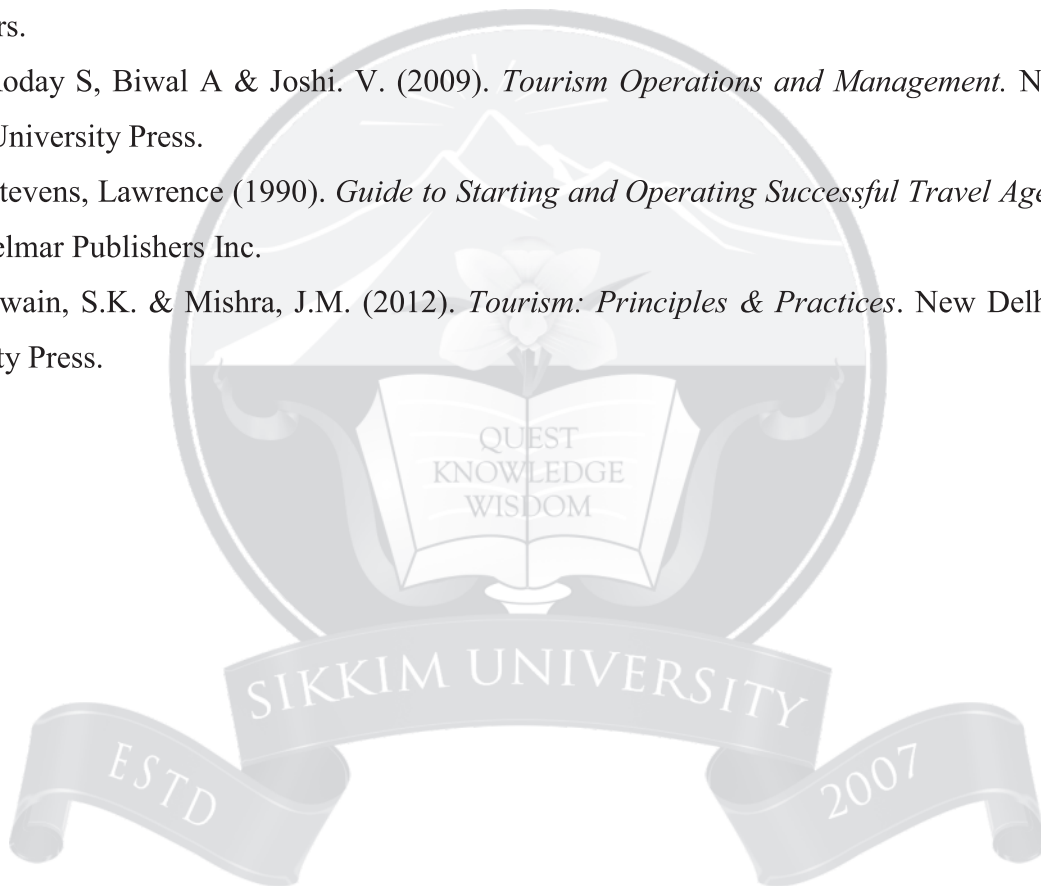 rs.
oday S, Biwal A & Joshi. V. (2009). Tourism Operations and Management. N
University Press.
tevens, Lawrence (1990). Guide to Starting and Operating Successful Travel Age
elmar Publishers Inc.
wain, S.K. & Mishra, J.M. (2012). Tourism: Principles & Practices. New Delh
ty Press.
QUEST
KNOWLEDGE
WISDOM
SIKKIM UNIVERSITY
ESTD
2007